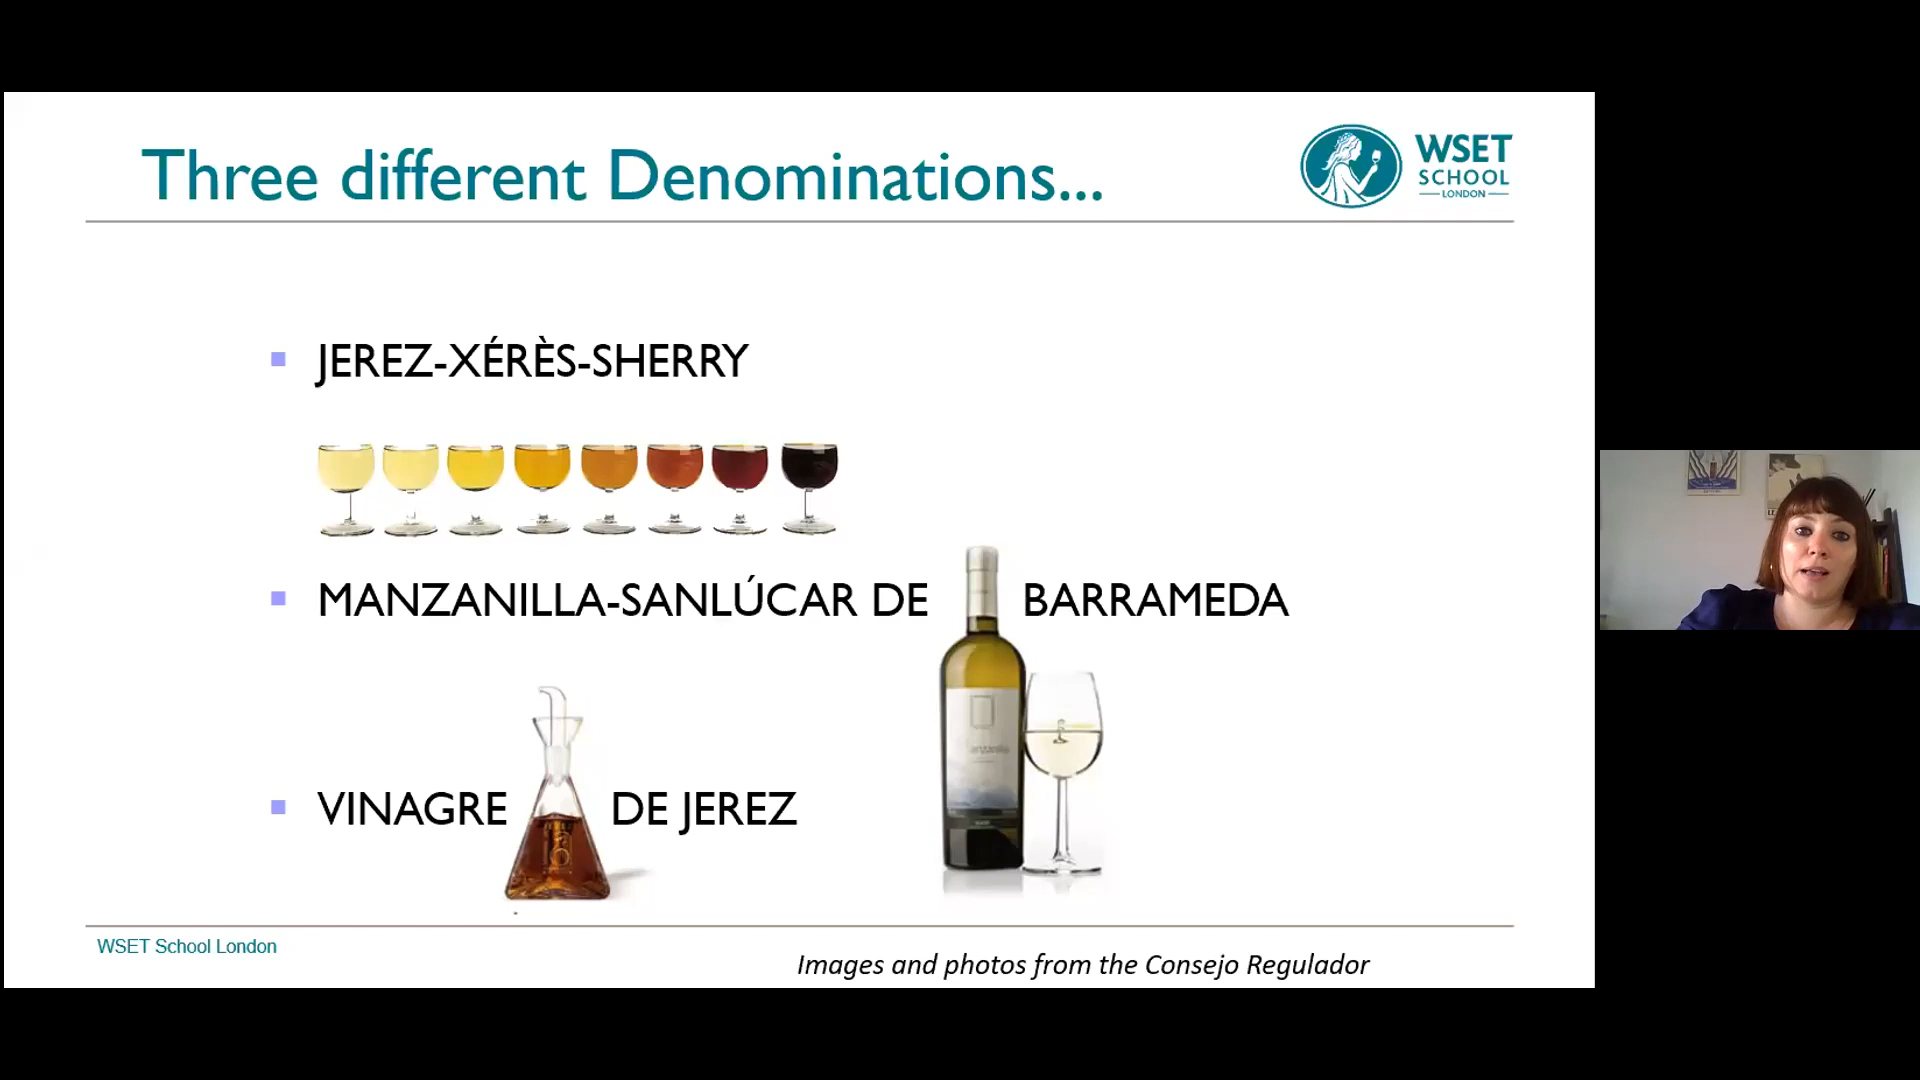 Three different Denominations...
WSET
SCHOOL
LONDON
JEREZ-XÉRÈS-SHERRY
MANZANILLA-SANLÚCAR DE BARRAMEDA
VINAGRE DE JEREZ
WSET School London
Images and photos from the Consejo Regulador